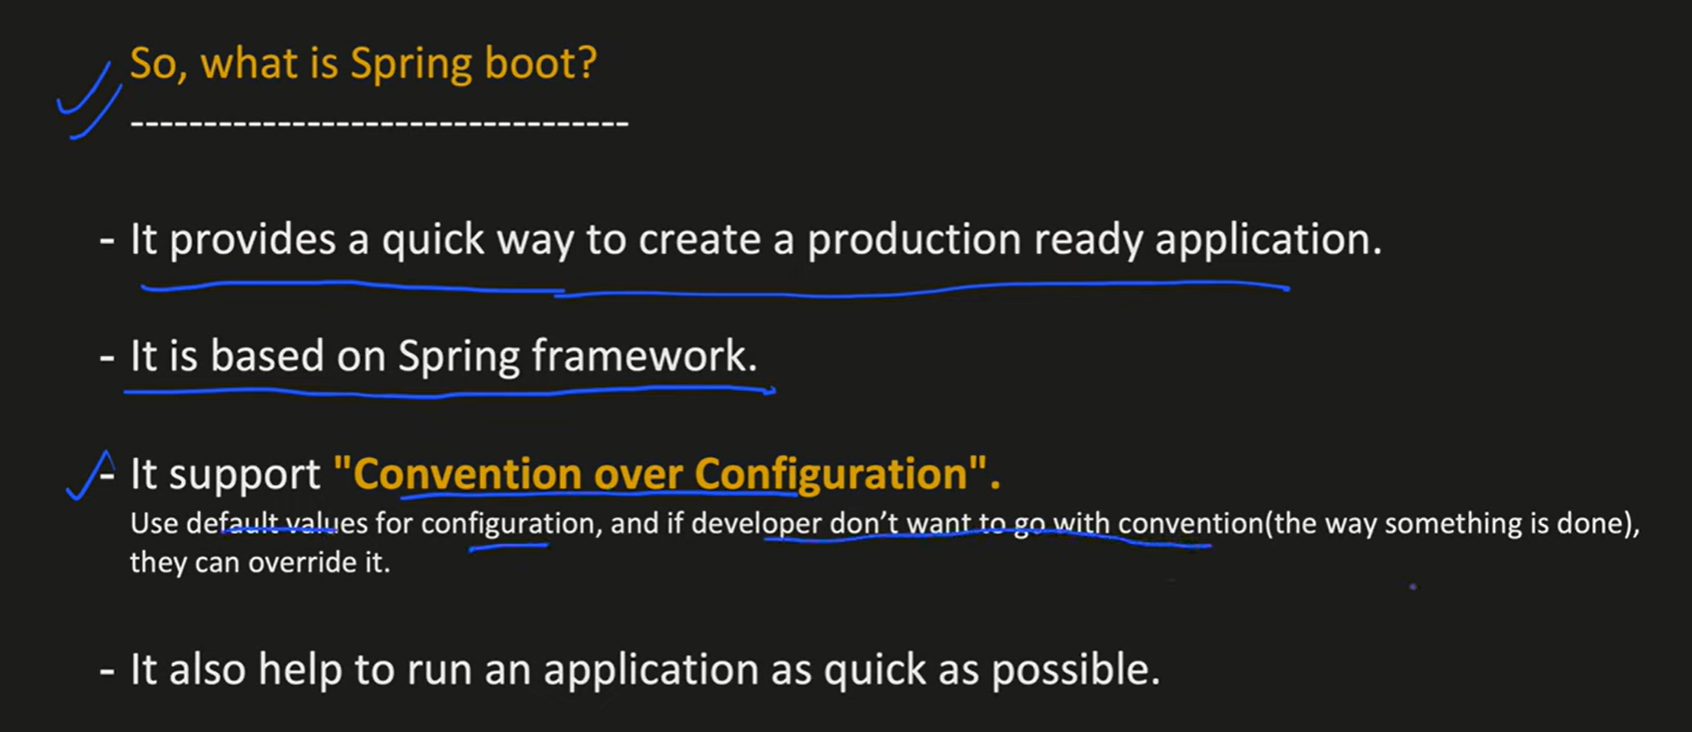 So, what is Spring boot?
----------------------------------
- It provides a quick way to create a production ready application.
- It is based on Spring framework.
- It support "Convention over Configuration".
Use default values for configuration, and if developer don’t want to go with convention(the way something is done),
they can override it.
- It also help to run an application as quick as possible.